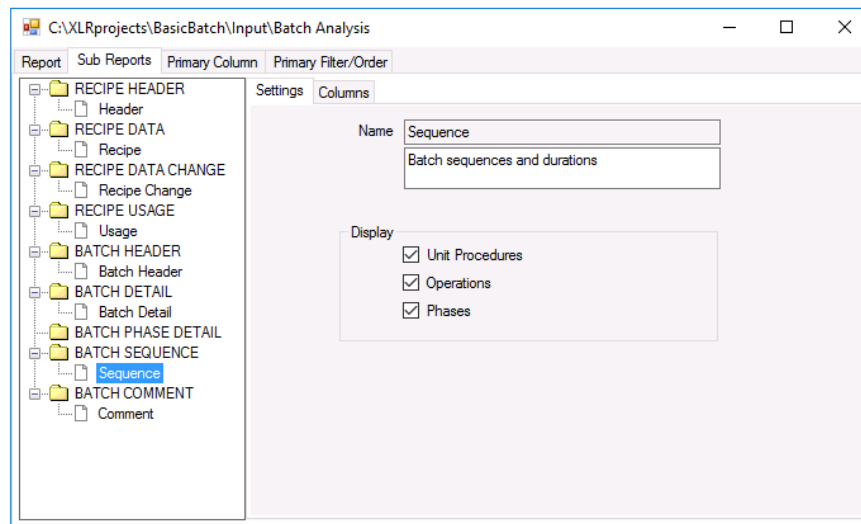 C:\XLRprojects\BasicBatch\Input\Batch Analysis
Report Sub Reports Primary Column Primary Filter/Order
RECIPE HEADER
Header
RECIPE DATA
Recipe
RECIPE DATA CHANGE
Recipe Change
RECIPE USAGE
Usage
BATCH HEADER
Batch Header
BATCH DETAIL
Batch Detail
BATCH PHASE DETAIL
BATCH SEQUENCE
Sequence
BATCH COMMENT
Comment
Settings Columns
Name Sequence
Batch sequences and durations
Display
Unit Procedures
Operations
Phases